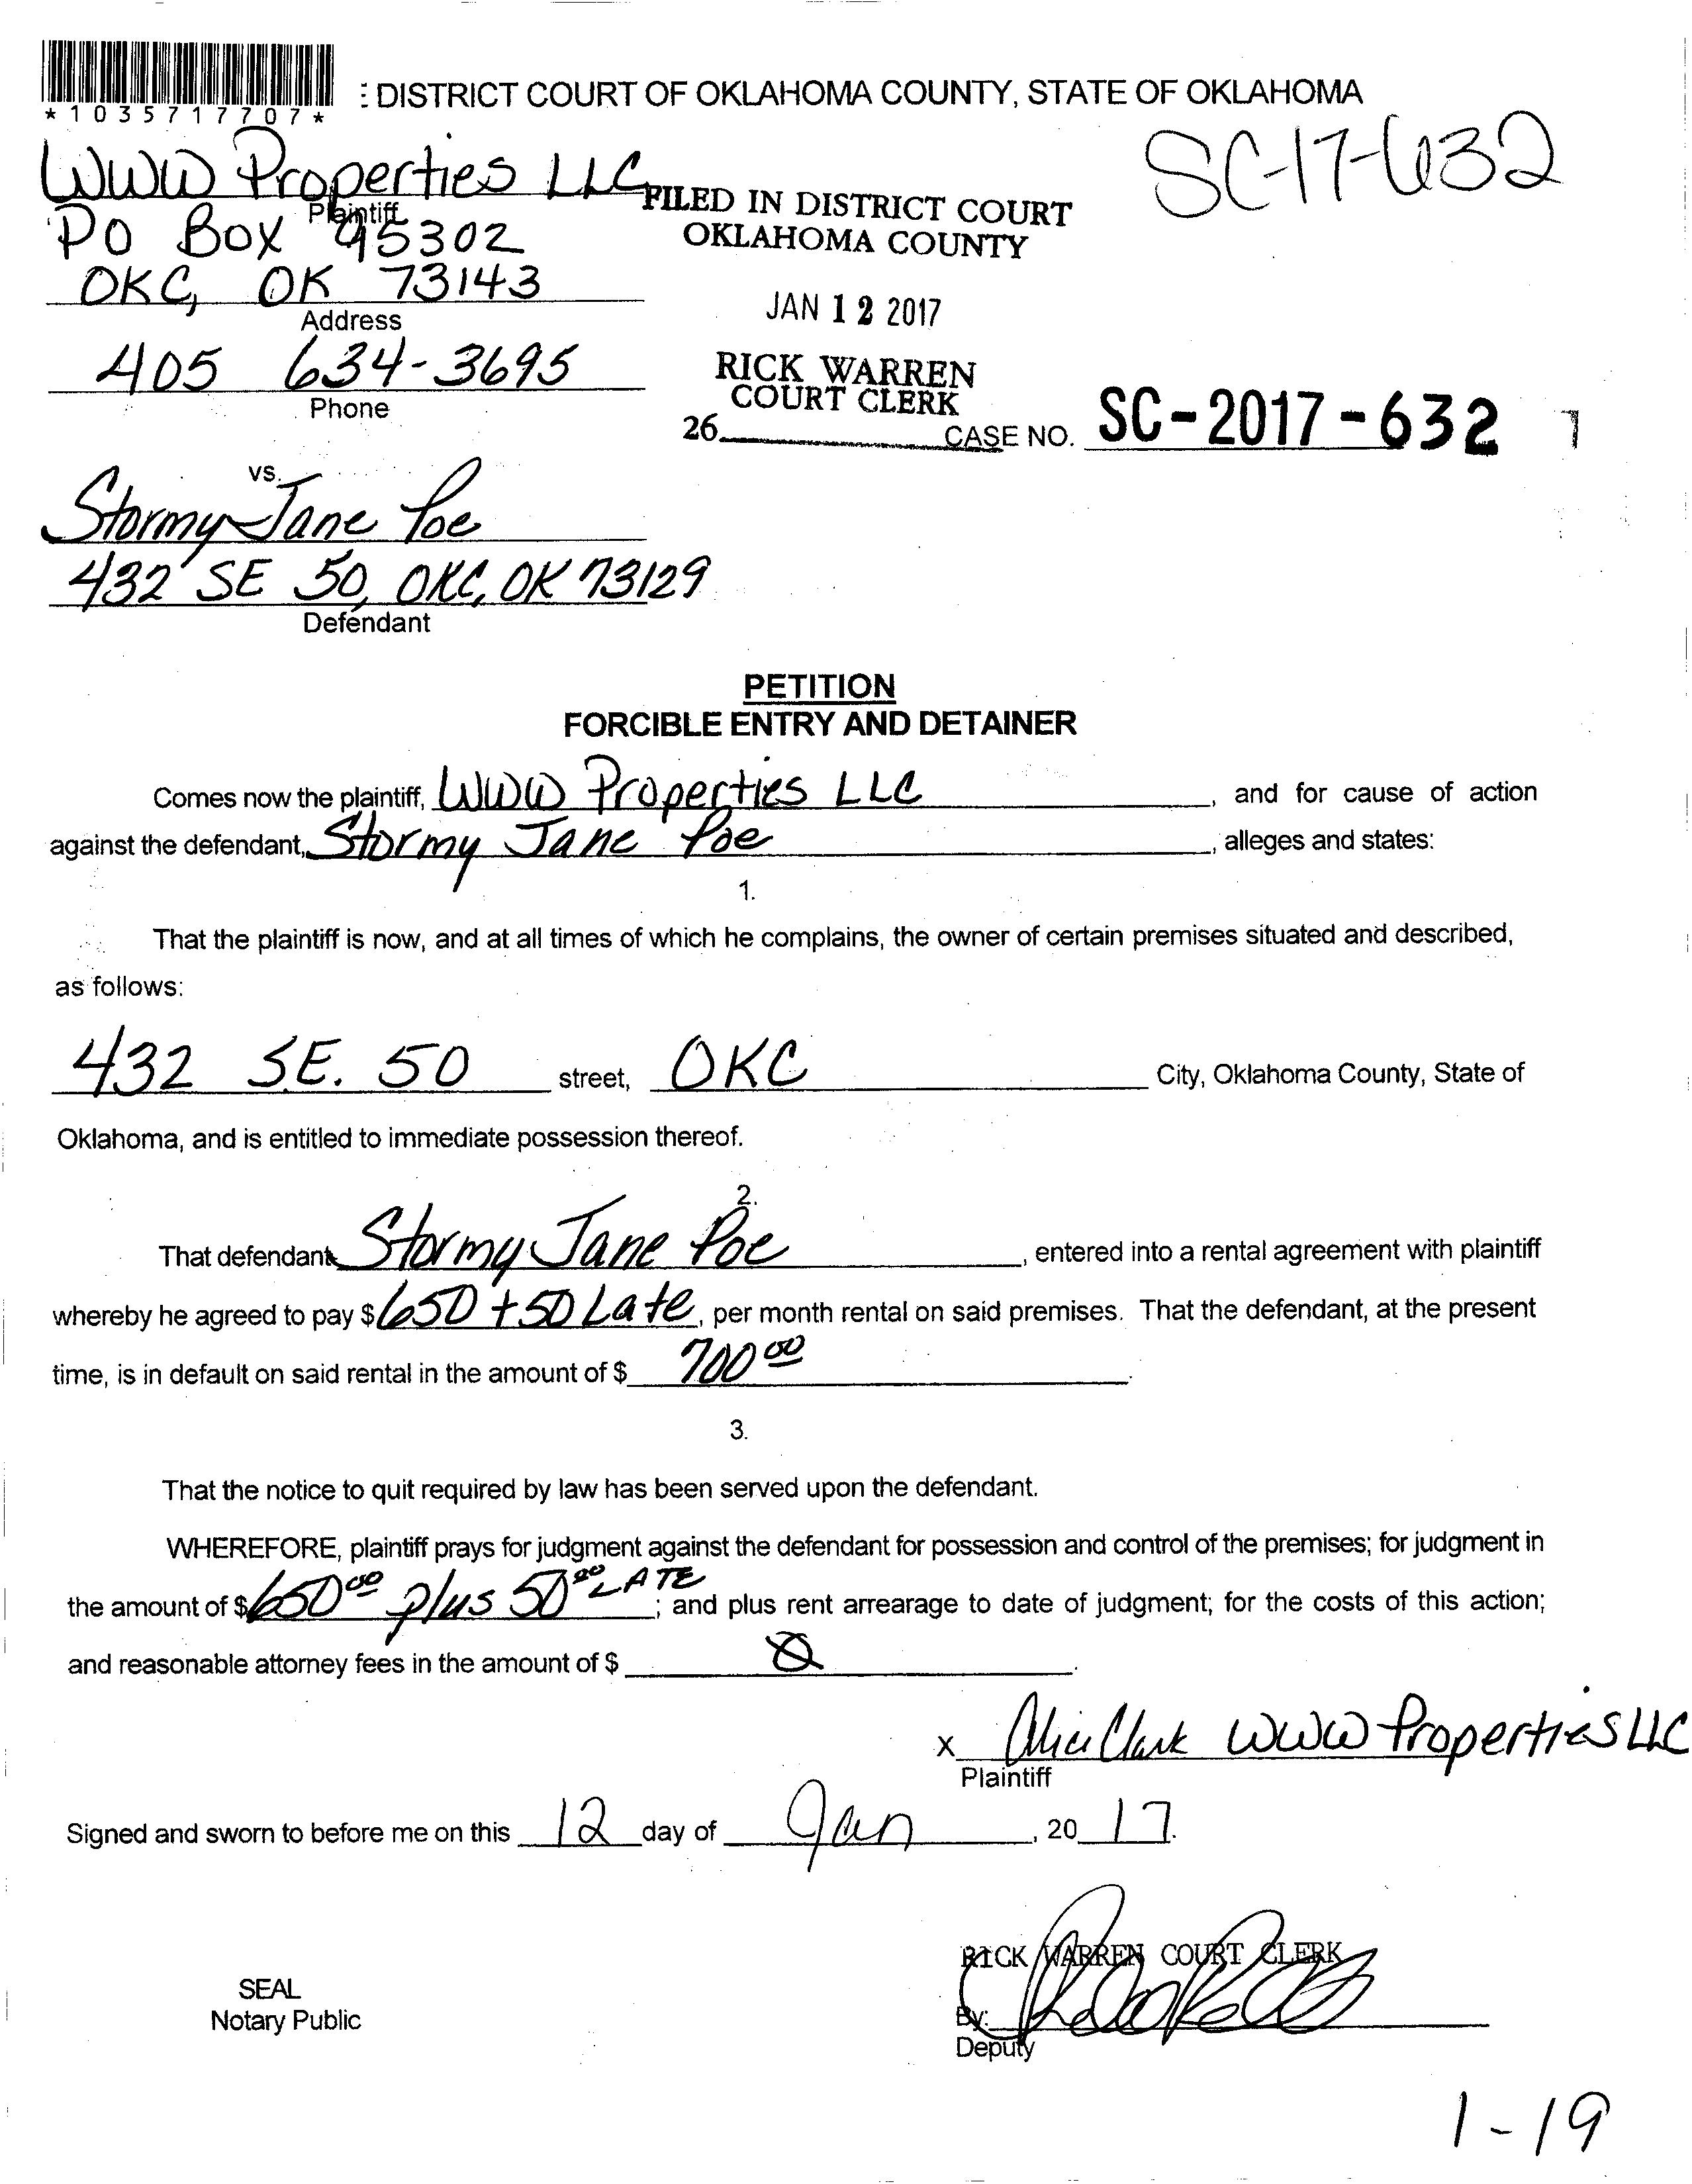 *1035717707*
: DISTRICT COURT OF OKLAHOMA COUNTY, STATE OF OKLAHOMA
SC-17-632
WWW Properties LLC
Plaintiff
PO Box 95302
OKC, OK 73143
Address
405 634-3695
Phone
FILED IN DISTRICT COURT
OKLAHOMA COUNTY
JAN 12 2017
RICK WARREN
COURT CLERK
26
CASE NO. SC-2017-632
vs.
Stormy Jane Poe
432 SE 50, OKC, OK 73129
Defendant
PETITION
FORCIBLE ENTRY AND DETAINER
Comes now the plaintiff, WWW Properties LLC, and for cause of action
against the defendant, Stormy Jane Poe, alleges and states:
1.
That the plaintiff is now, and at all times of which he complains, the owner of certain premises situated and described,
as follows:
432 S.E. 50 street, OKC City, Oklahoma County, State of
Oklahoma, and is entitled to immediate possession thereof.
2.
That defendant Stormy Jane Poe, entered into a rental agreement with plaintiff
whereby he agreed to pay $650 + 50 Late, per month rental on said premises. That the defendant, at the present
time, is in default on said rental in the amount of $ 700 00.
3.
That the notice to quit required by law has been served upon the defendant.
WHEREFORE, plaintiff prays for judgment against the defendant for possession and control of the premises; for judgment in
the amount of $650 00 plus 50 00 LATE; and plus rent arrearage to date of judgment; for the costs of this action;
and reasonable attorney fees in the amount of $ .
x Alice Clark WWW Properties LLC
Plaintiff
Signed and sworn to before me on this 12 day of Jan, 20 17.
RICK WARREN COURT CLERK
SEAL
Notary Public
By:
Deputy
1-19